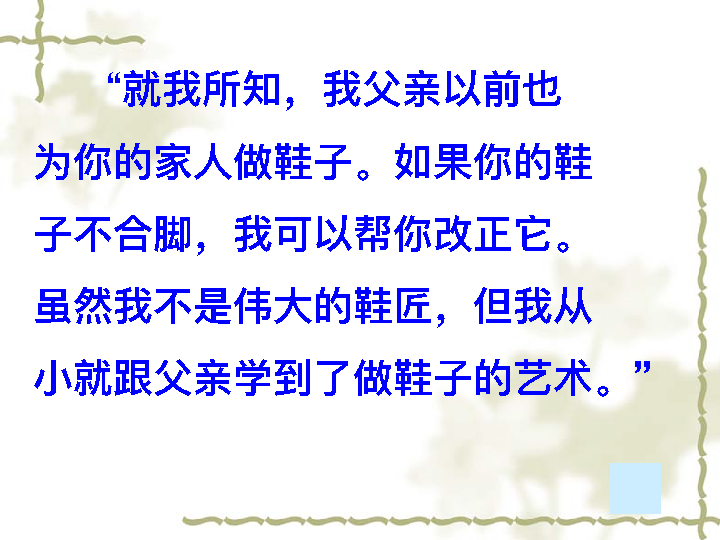 “就我所知，我父亲以前也
为你的家人做鞋子。如果你的鞋
子不合脚，我可以帮你改正它。
虽然我不是伟大的鞋匠，但我从
小就跟父亲学到了做鞋子的艺术。”